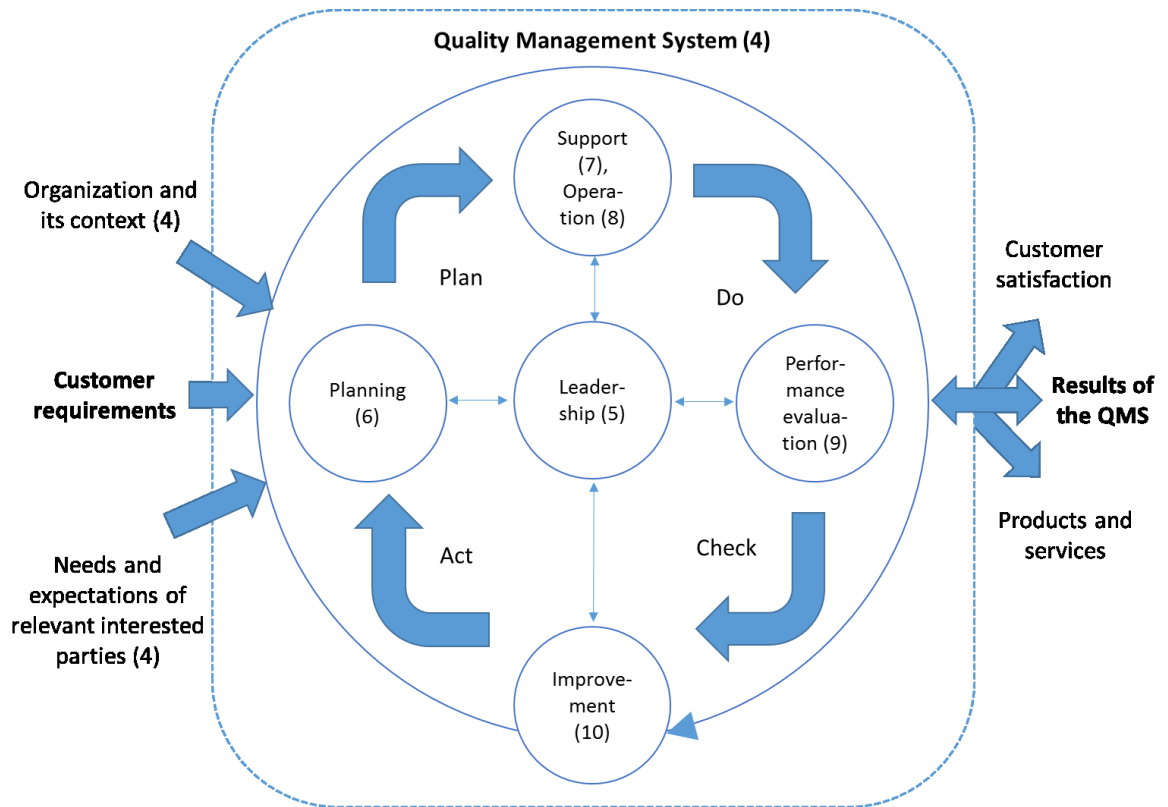 Quality Management System (4)
Support
(7),
Opera-
tion (8)
Organization and
its context (4)
Plan
Do
Customer
satisfaction
Customer
requirements
Planning
(6)
Leader-
ship (5)
Perfor-
mance
evalua-
tion (9)
Results of
the QMS
Needs and
expectations of
relevant interested
parties (4)
Act
Check
Products and
services
Improve-
ment
(10)